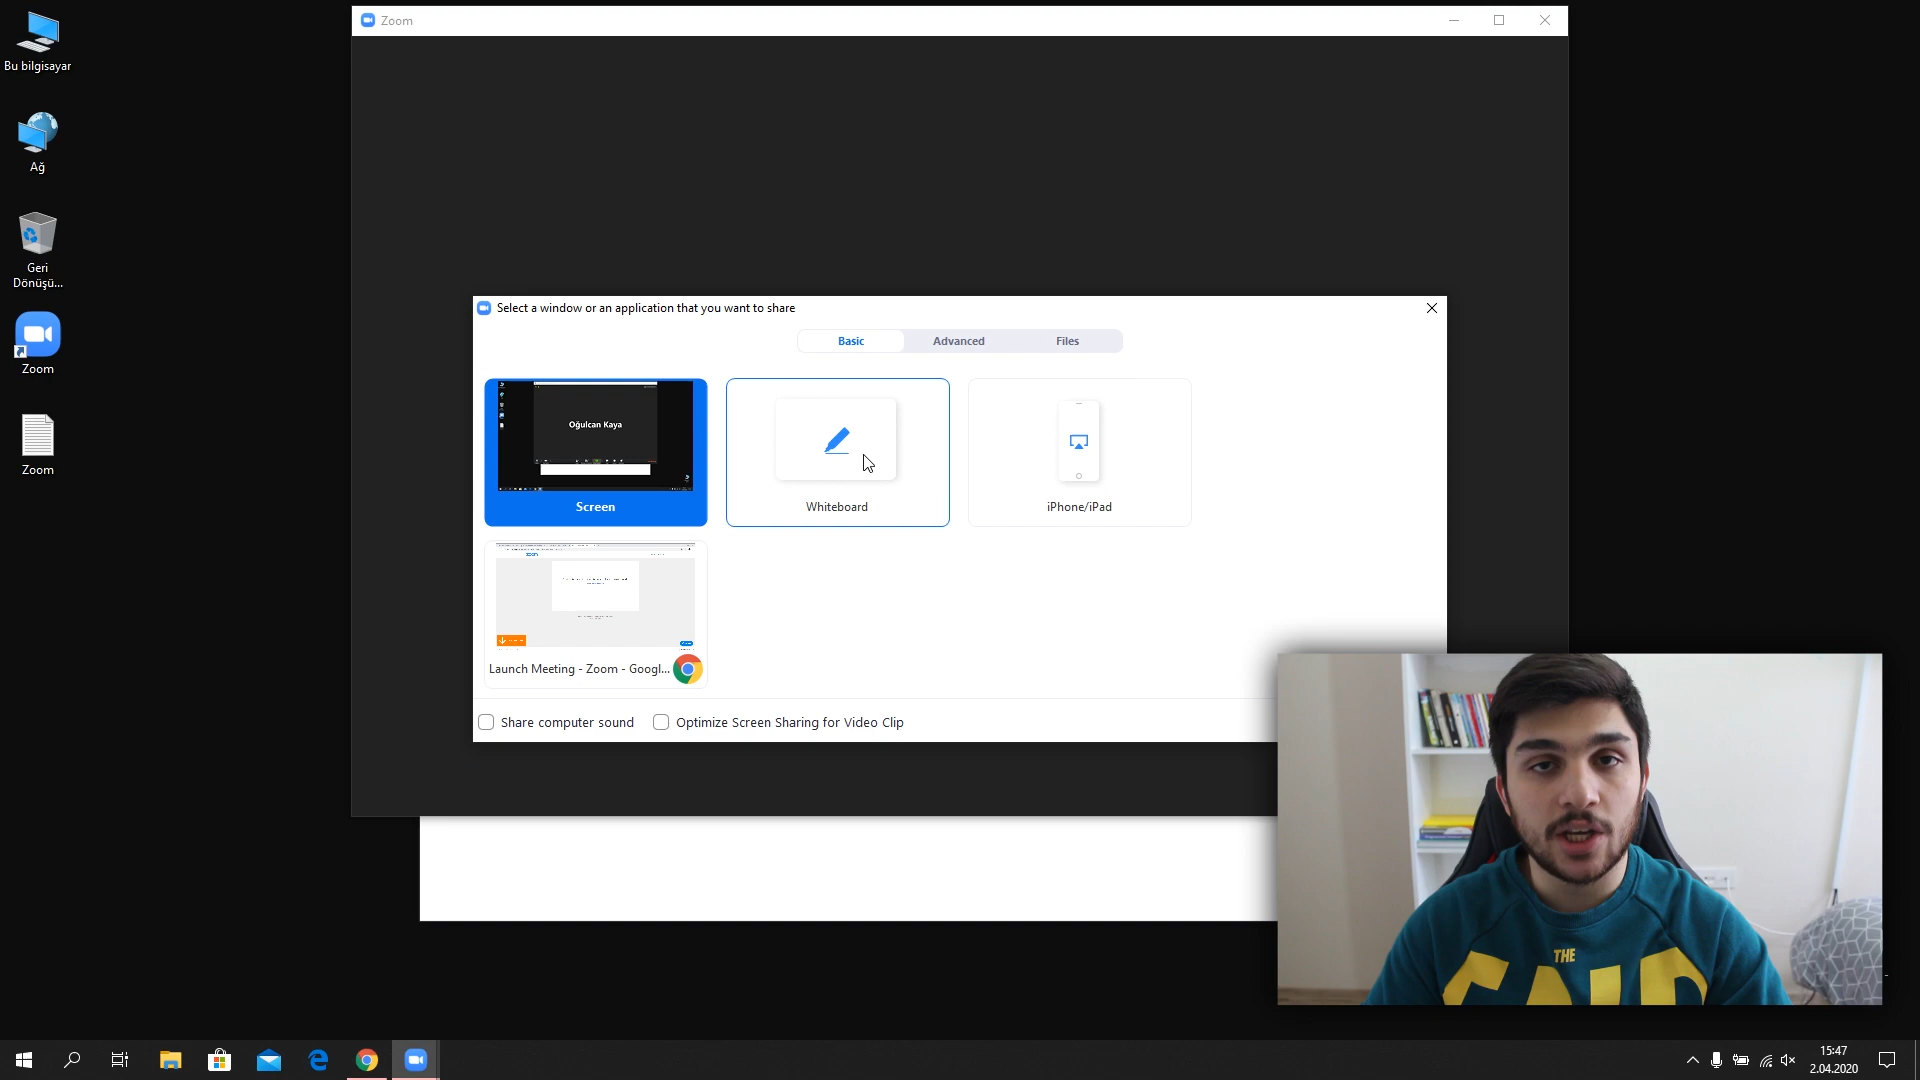 Bu bilgisayar
Ağ
Geri
Dönüşü...
Zoom
Zoom
Zoom
Select a window or an application that you want to share
Basic
Advanced
Files
Oğulcan Kaya
Screen
Whiteboard
iPhone/iPad
Launch Meeting - Zoom - Googl...
Share computer sound
Optimize Screen Sharing for Video Clip
THE
15:47
2.04.2020